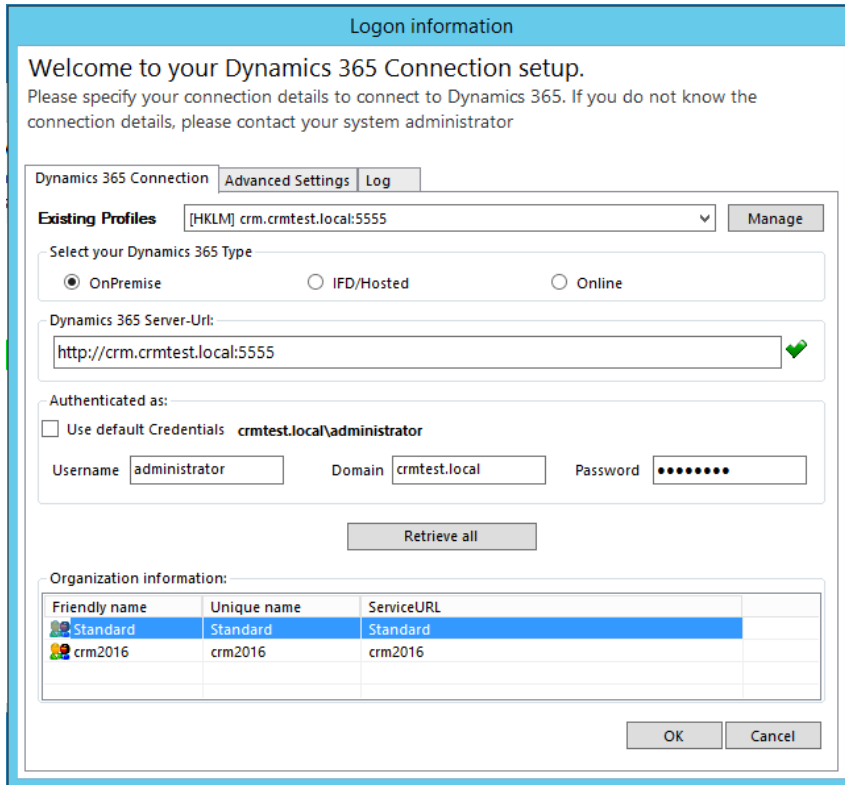 Logon information
Welcome to your Dynamics 365 Connection setup.
Please specify your connection details to connect to Dynamics 365. If you do not know the
connection details, please contact your system administrator
Dynamics 365 Connection Advanced Settings Log
Existing Profiles [HKLM] crm.crmtest.local:5555 Manage
Select your Dynamics 365 Type
OnPremise IFD/Hosted Online
Dynamics 365 Server-Url:
http://crm.crmtest.local:5555
Authenticated as:
Use default Credentials crmtest.local\administrator
Username administrator Domain crmtest.local Password ••••••••
Retrieve all
Organization information:
Friendly name Unique name ServiceURL
Standard Standard Standard
crm2016 crm2016 crm2016
OK Cancel